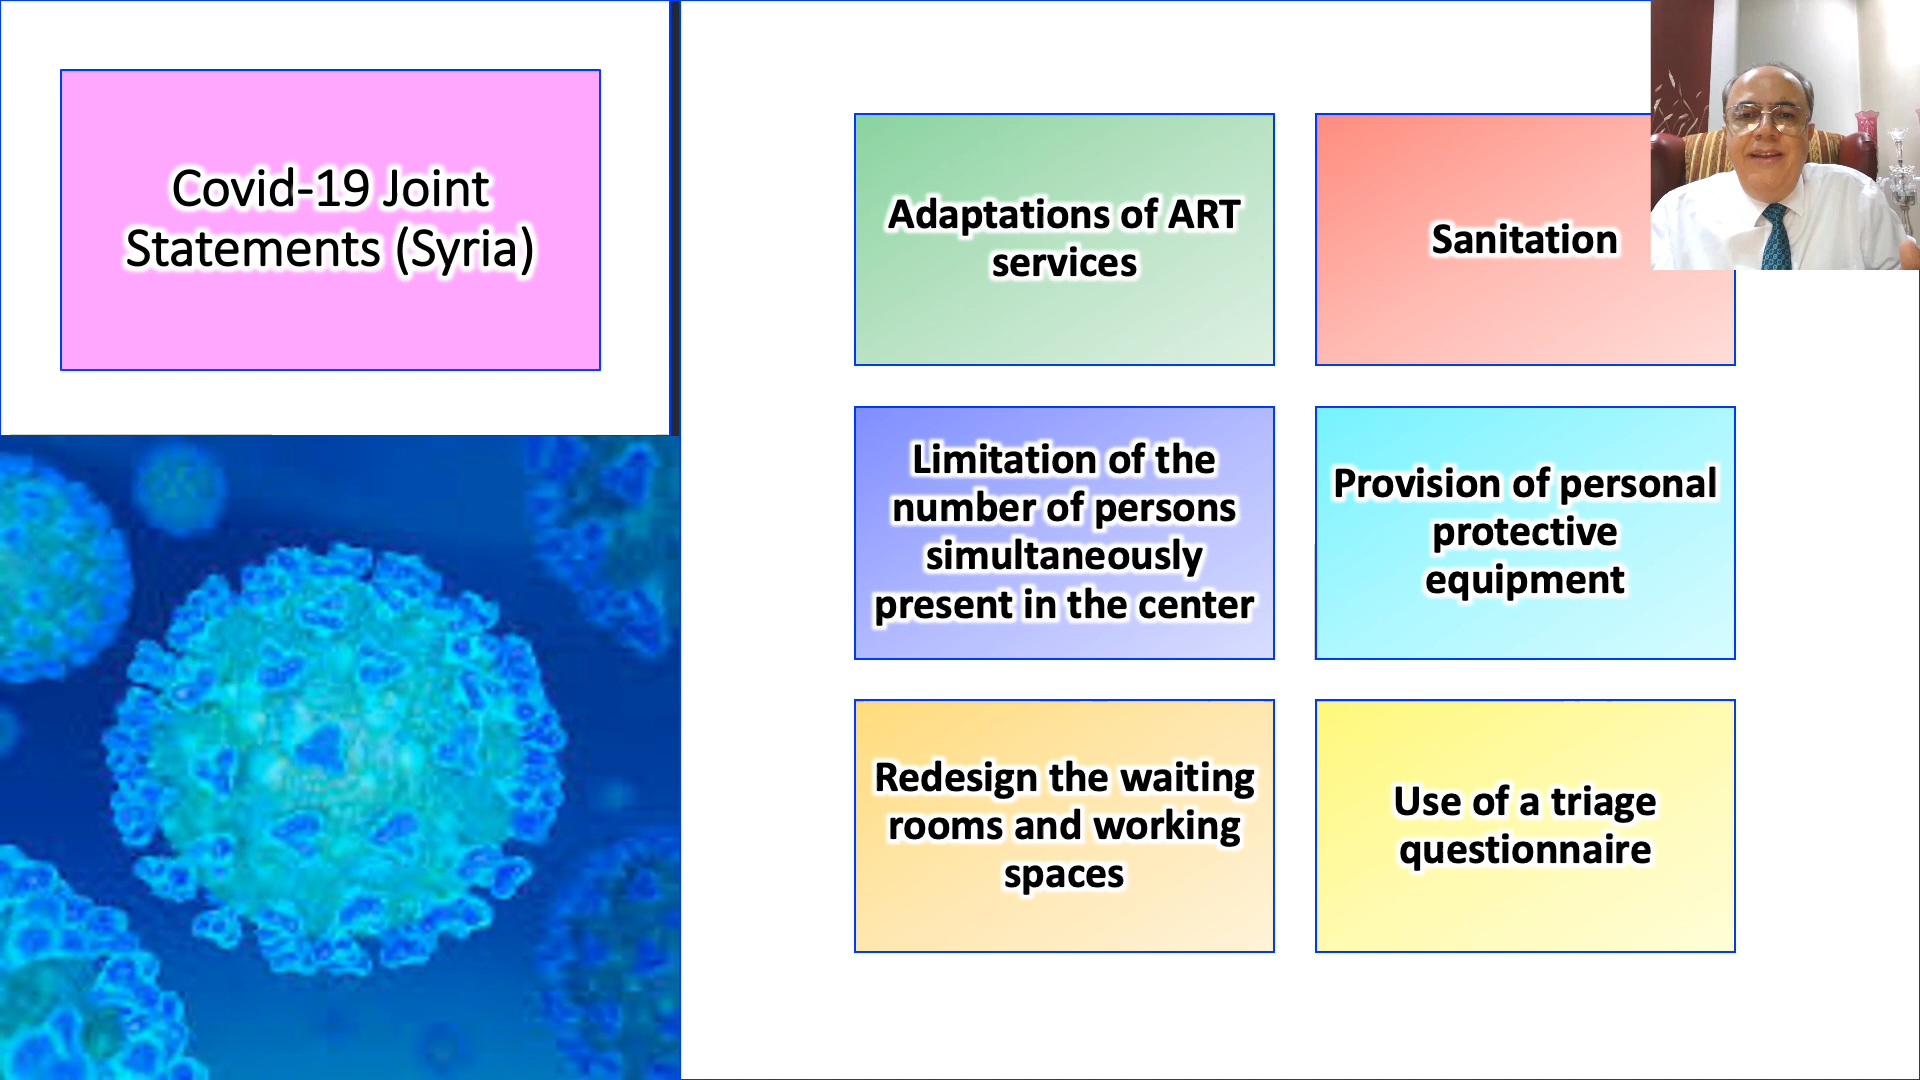 Covid-19 Joint
Statements (Syria)
Adaptations of ART
services
Sanitation
Limitation of the
number of persons
simultaneously
present in the center
Provision of personal
protective
equipment
Redesign the waiting
rooms and working
spaces
Use of a triage
questionnaire